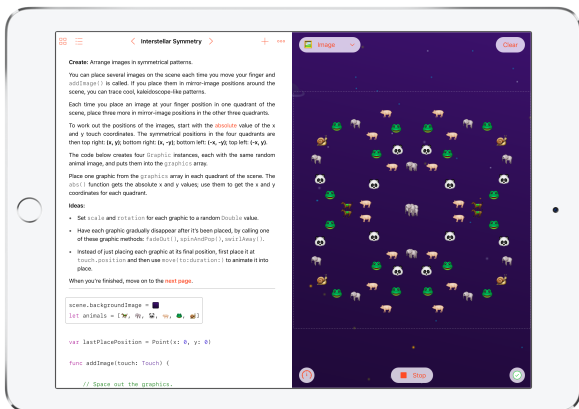 Interstellar Symmetry
Create: Arrange images in symmetrical patterns.
You can place several images on the scene each time you move your finger and
addImage() is called. If you place them in mirror-image positions around the
scene, you can trace cool, kaleidoscope-like patterns.
Each time you place an image at your finger position in one quadrant of the
scene, place three more in mirror-image positions in the other three quadrants.
To work out the positions of the images, start with the absolute value of the x
and y touch coordinates. The symmetrical positions in the four quadrants are
then top right: (x, y); bottom right: (x, -y); bottom left: (-x, -y); top left: (-x, y).
The code below creates four Graphic instances, each with the same random
animal image, and puts them into the graphics array.
Place one graphic from the graphics array in each quadrant of the scene. The
abs() function gets the absolute x and y values; use them to get the x and y
coordinates for each quadrant.
Ideas:
• Set scale and rotation for each graphic to a random Double value.
• Have each graphic gradually disappear after it's been placed, by calling one
of these graphic methods: fadeOut(), spinAndPop(), swirlAway().
• Instead of just placing each graphic at its final position, first place it at
touch.position and then use move(to:duration:) to animate it into
place.
When you're finished, move on to the next page.
scene.backgroundImage =
let animals = [ , , , , , ]
var lastPlacePosition = Point(x: 0, y: 0)
func addImage(touch: Touch) {
// Space out the graphics.
Image
Clear
Stop